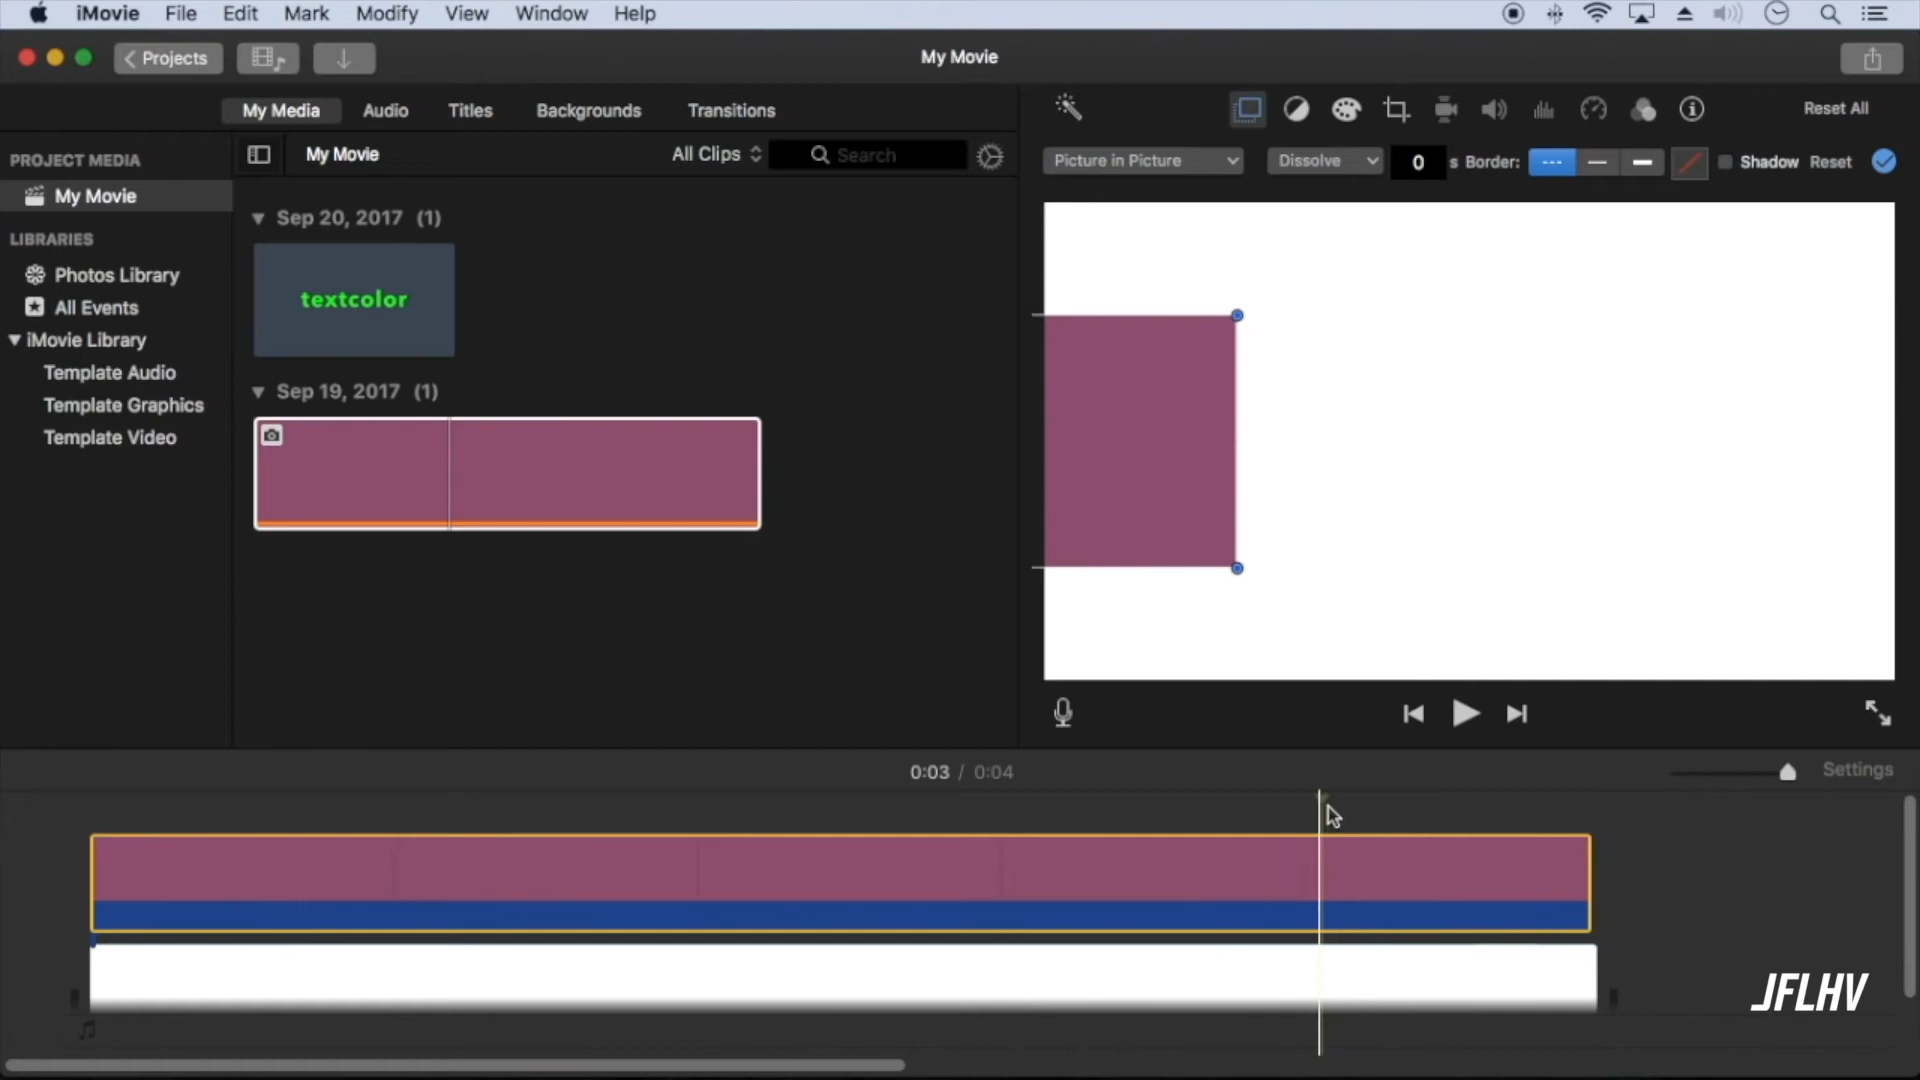 iMovie File Edit Mark Modify View Window Help
Projects
My Movie
My Media Audio Titles Backgrounds Transitions
Reset All
PROJECT MEDIA
My Movie
LIBRARIES
Photos Library
All Events
iMovie Library
Template Audio
Template Graphics
Template Video
My Movie
All Clips
Search
Sep 20, 2017 (1)
textcolor
Sep 19, 2017 (1)
Picture in Picture
Dissolve
0 s Border:
Shadow Reset
0:03 / 0:04
Settings
JFLHV